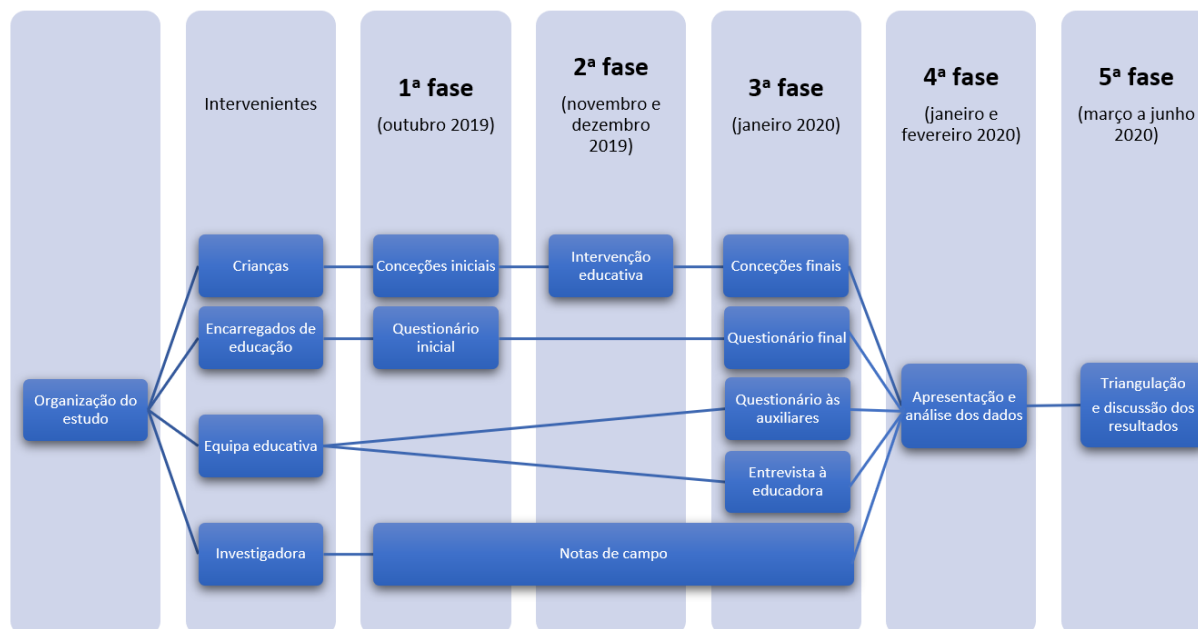 Intervenientes
1ª fase
(outubro 2019)
2ª fase
(novembro e
dezembro
2019)
3ª fase
(janeiro 2020)
4ª fase
(janeiro e
fevereiro 2020)
5ª fase
(março a junho
2020)
Organização do
estudo
Crianças
Conceções iniciais
Intervenção
educativa
Conceções finais
Encarregados de
educação
Questionário
inicial
Questionário final
Equipa educativa
Questionário às
auxiliares
Entrevista à
educadora
Investigadora
Notas de campo
Apresentação e
análise dos dados
Triangulação
e discussão dos
resultados